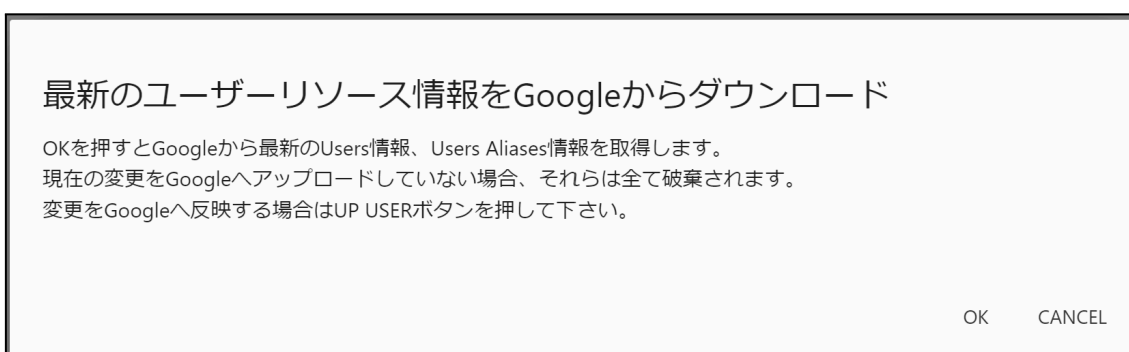 最新のユーザーリソース情報をGoogleからダウンロード
OKを押すとGoogleから最新のUsers情報、Users Aliases情報を取得します。
現在の変更をGoogleへアップロードしていない場合、それらは全て破棄されます。
変更をGoogleへ反映する場合はUP USERボタンを押して下さい。
OK CANCEL